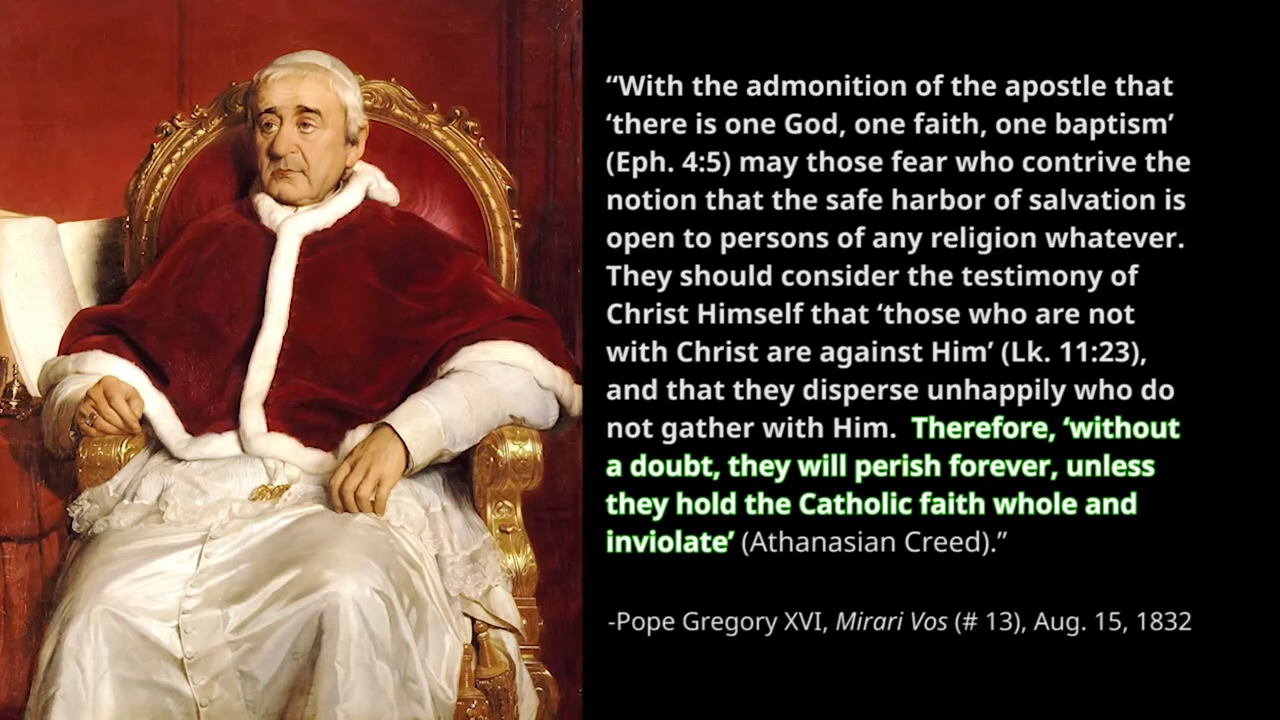 “With the admonition of the apostle that
‘there is one God, one faith, one baptism’
(Eph. 4:5) may those fear who contrive the
notion that the safe harbor of salvation is
open to persons of any religion whatever.
They should consider the testimony of
Christ Himself that ‘those who are not
with Christ are against Him’ (Lk. 11:23),
and that they disperse unhappily who do
not gather with Him.  Therefore, ‘without
a doubt, they will perish forever, unless
they hold the Catholic faith whole and
inviolate’ (Athanasian Creed).”
-Pope Gregory XVI, Mirari Vos (# 13), Aug. 15, 1832